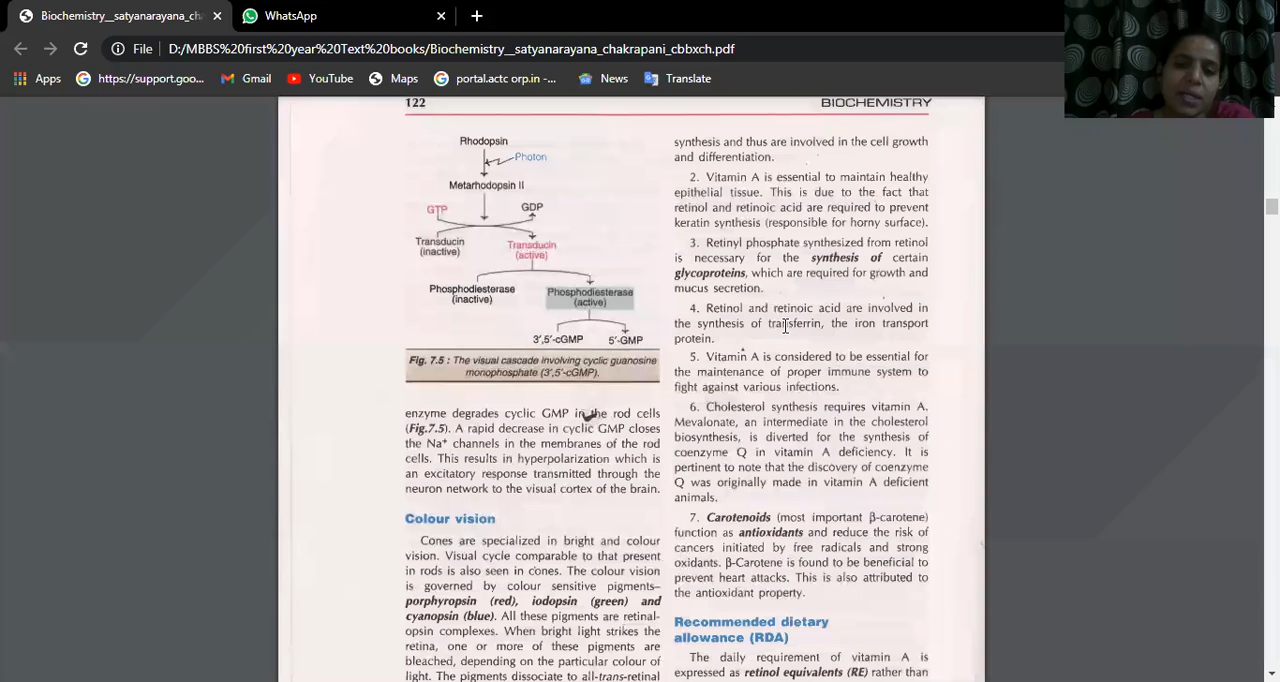 Biochemistry__satyanarayana_ch
WhatsApp
File
D:/MBBS%20first%20year%20Text%20books/Biochemistry__satyanarayana_chakrapani_cbbxch.pdf
Apps
https://support.goo...
Gmail
YouTube
Maps
portal.actc orp.in -...
News
Translate
122
BIOCHEMISTRY
Rhodopsin
Photon
Metarhodopsin II
GTP
GDP
Transducin
(inactive)
Transducin
(active)
Phosphodiesterase
(inactive)
Phosphodiesterase
(active)
3',5'-cGMP
5'-GMP
Fig. 7.5 : The visual cascade involving cyclic guanosine
monophosphate (3',5'-cGMP).
enzyme degrades cyclic GMP in the rod cells
(Fig.7.5). A rapid decrease in cyclic GMP closes
the Na⁺ channels in the membranes of the rod
cells. This results in hyperpolarization which is
an excitatory response transmitted through the
neuron network to the visual cortex of the brain.
Colour vision
Cones are specialized in bright and colour
vision. Visual cycle comparable to that present
in rods is also seen in cones. The colour vision
is governed by colour sensitive pigments–
porphyropsin (red), iodopsin (green) and
cyanopsin (blue). All these pigments are retinal-
opsin complexes. When bright light strikes the
retina, one or more of these pigments are
bleached, depending on the particular colour of
light. The pigments dissociate to all-trans-retinal
synthesis and thus are involved in the cell growth
and differentiation.
2. Vitamin A is essential to maintain healthy
epithelial tissue. This is due to the fact that
retinol and retinoic acid are required to prevent
keratin synthesis (responsible for horny surface).
3. Retinyl phosphate synthesized from retinol
is necessary for the synthesis of certain
glycoproteins, which are required for growth and
mucus secretion.
4. Retinol and retinoic acid are involved in
the synthesis of transferrin, the iron transport
protein.
5. Vitamin A is considered to be essential for
the maintenance of proper immune system to
fight against various infections.
6. Cholesterol synthesis requires vitamin A.
Mevalonate, an intermediate in the cholesterol
biosynthesis, is diverted for the synthesis of
coenzyme Q in vitamin A deficiency. It is
pertinent to note that the discovery of coenzyme
Q was originally made in vitamin A deficient
animals.
7. Carotenoids (most important β-carotene)
function as antioxidants and reduce the risk of
cancers initiated by free radicals and strong
oxidants. β-Carotene is found to be beneficial to
prevent heart attacks. This is also attributed to
the antioxidant property.
Recommended dietary
allowance (RDA)
The daily requirement of vitamin A is
expressed as retinol equivalents (RE) rather than